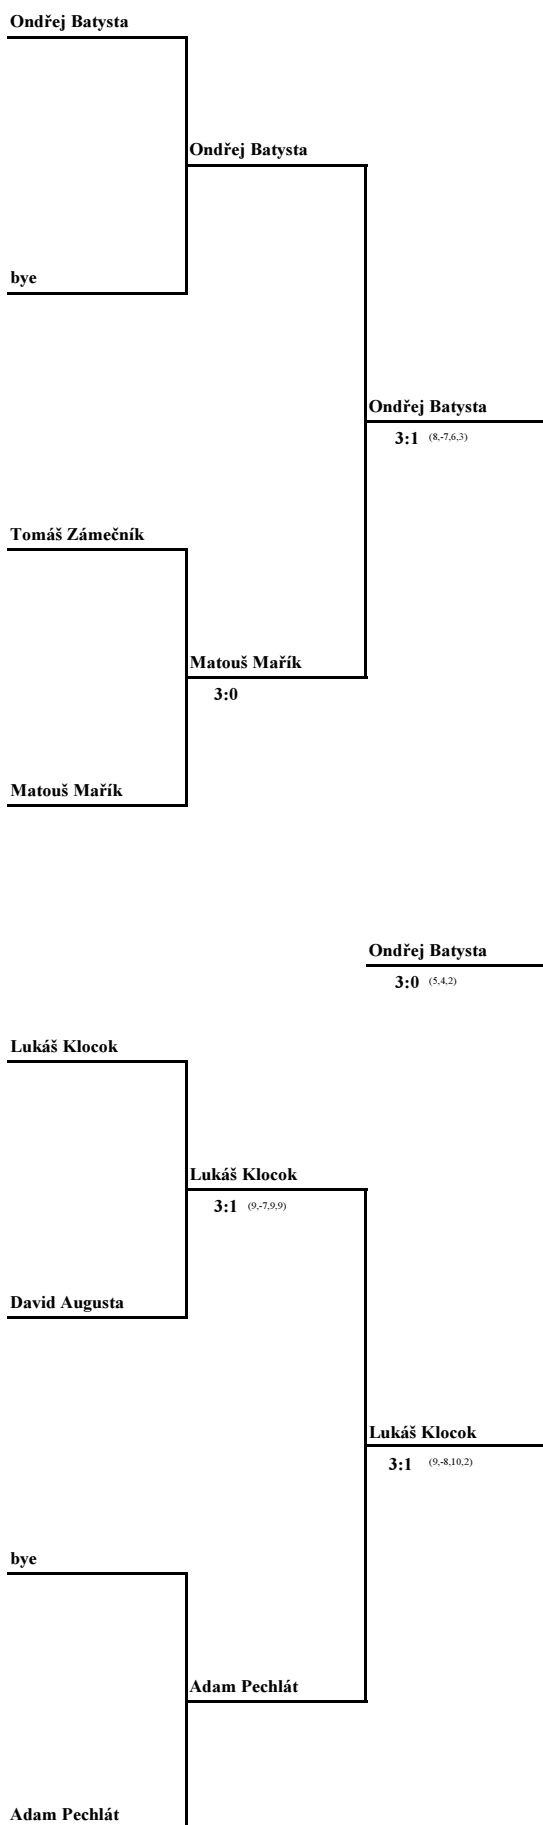 Ondřej Batysta
Ondřej Batysta
bye
Ondřej Batysta
3:1 (8,-7,6,3)
Tomáš Zámečník
Matouš Mařík
3:0
Matouš Mařík
Ondřej Batysta
3:0 (5,4,2)
Lukáš Klocok
Lukáš Klocok
3:1 (9,-7,9,9)
David Augusta
Lukáš Klocok
3:1 (9,-8,10,2)
bye
Adam Pechlát
Adam Pechlát